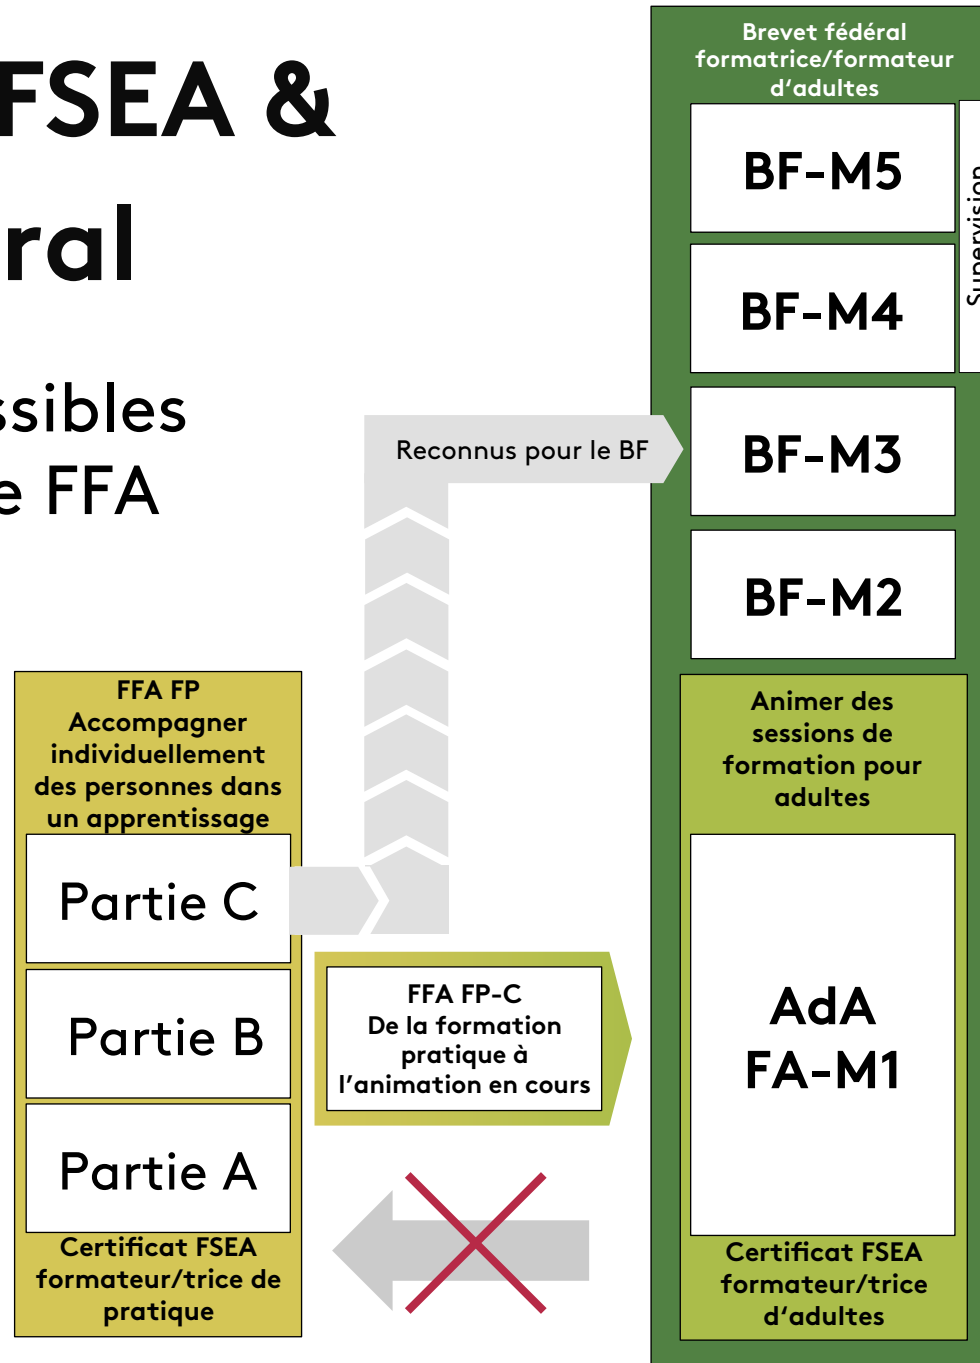 FSEA &
ral
ssibles
e FFA
Brevet fédéral
formatrice/formateur
d‘adultes
BF-M5
BF-M4
Supervision
Reconnus pour le BF
BF-M3
BF-M2
FFA FP
Accompagner
individuellement
des personnes dans
un apprentissage
Partie C
Partie B
Partie A
Certificat FSEA
formateur/trice de
pratique
FFA FP-C
De la formation
pratique à
l’animation en cours
Animer des
sessions de
formation pour
adultes
AdA
FA-M1
Certificat FSEA
formateur/trice
d‘adultes